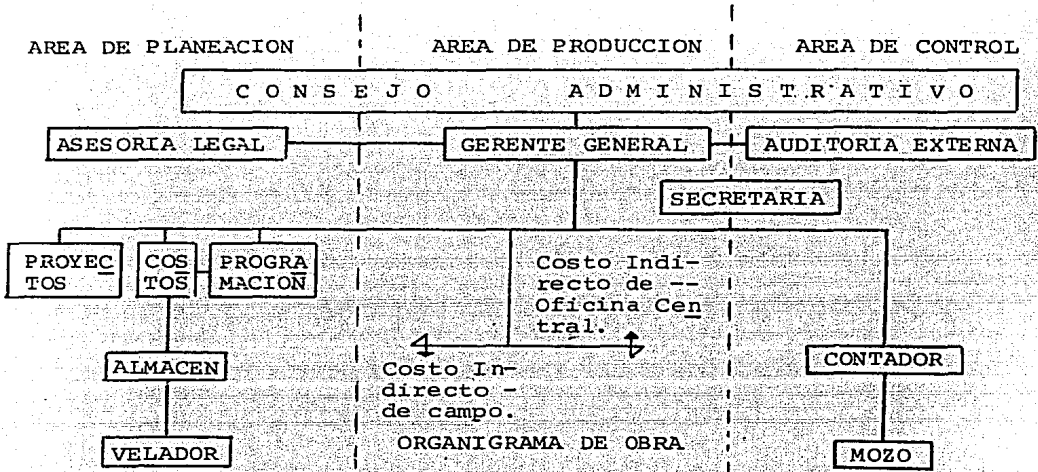 AREA DE PLANEACION
AREA DE PRODUCCION
AREA DE CONTROL
CONSEJO ADMINISTRATIVO
ASESORIA LEGAL
GERENTE GENERAL
AUDITORIA EXTERNA
SECRETARIA
PROYEC
TOS
COS
TOS
PROGRA
MACION
Costo Indi-
recto de --
Oficina Cen
tral.
ALMACEN
Costo In-
directo -
de campo.
CONTADOR
VELADOR
ORGANIGRAMA DE OBRA
MOZO